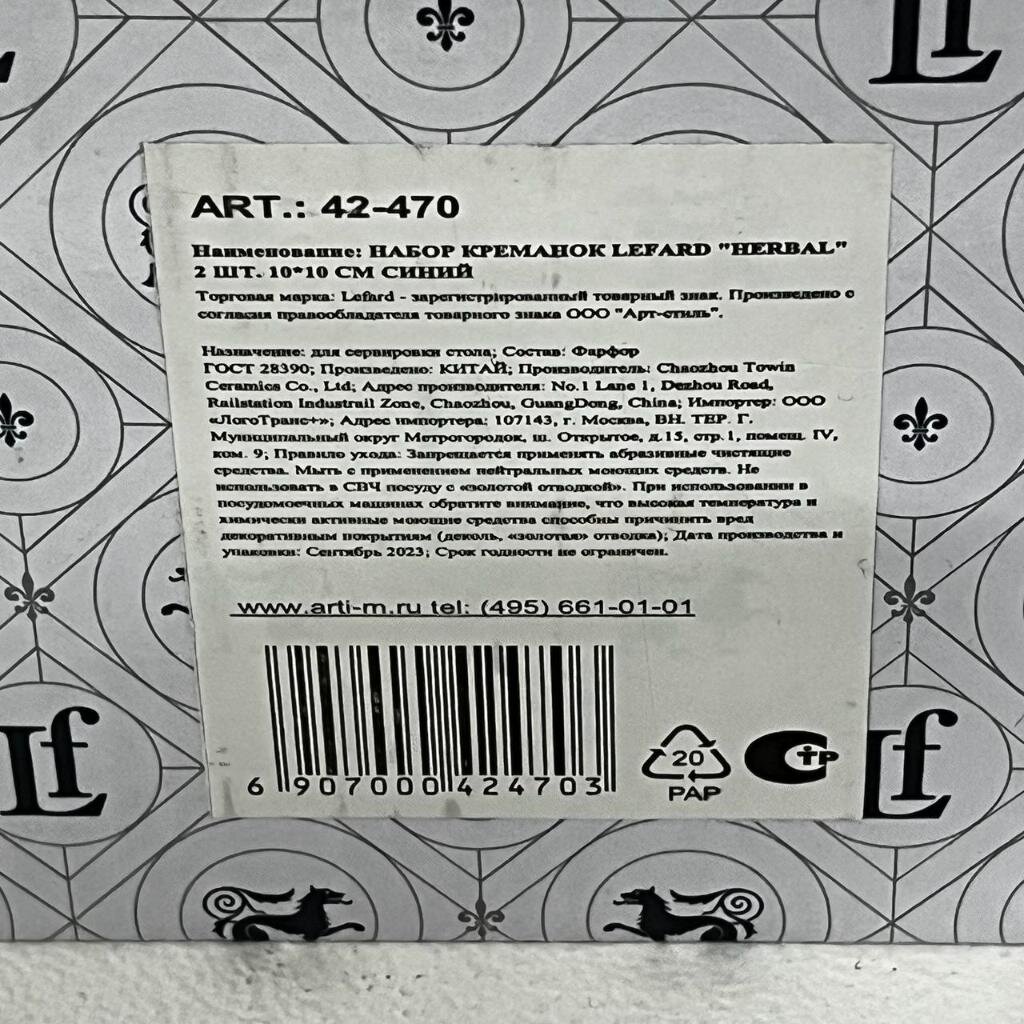 Lf
ART.: 42-470
Наименование: НАБОР КРЕМАНОК LEFARD "HERBAL"
2 ШТ. 10*10 СМ СИНИЙ
Торговая марка: Lefard - зарегистрированный товарный знак. Произведено с
согласия правообладателя товарного знака ООО "Арт-стиль".
Назначение: для сервировки стола; Состав: Фарфор
ГОСТ 28390; Произведено: КИТАЙ; Производитель: Chaozhou Towin
Ceramics Co., Ltd; Адрес производителя: No.1 Lane 1, Dezhou Road,
Railstation Industrail Zone, Chaozhou, GuangDong, China; Импортер: ООО
«ЛогоТранс+»; Адрес импортера: 107143, г. Москва, ВН. ТЕР. Г.
Муниципальный округ Метрогородок, ш. Открытое, д.15, стр.1, помещ. IV,
ком. 9; Правило ухода: Запрещается применять абразивные чистящие
средства. Мыть с применением нейтральных моющих средств. Не
использовать в СВЧ посуду с «золотой отводкой». При использовании в
посудомоечных машинах обратите внимание, что высокая температура и
химически активные моющие средства способны причинить вред
декоративным покрытиям (деколь, «золотая» отводка); Дата производства и
упаковки: Сентябрь 2023; Срок годности не ограничен.
www.arti-m.ru tel: (495) 661-01-01
6 907000 424703
20
PAP
СТР
Lf
Lf